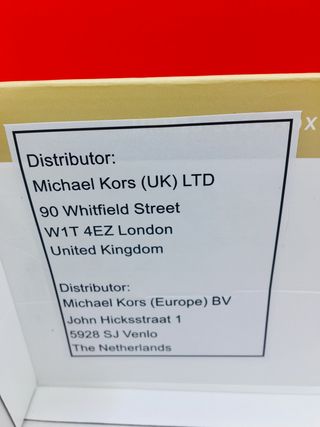 Distributor:
Michael Kors (UK) LTD
90 Whitfield Street
W1T 4EZ London
United Kingdom
Distributor:
Michael Kors (Europe) BV
John Hicksstraat 1
5928 SJ Venlo
The Netherlands
X